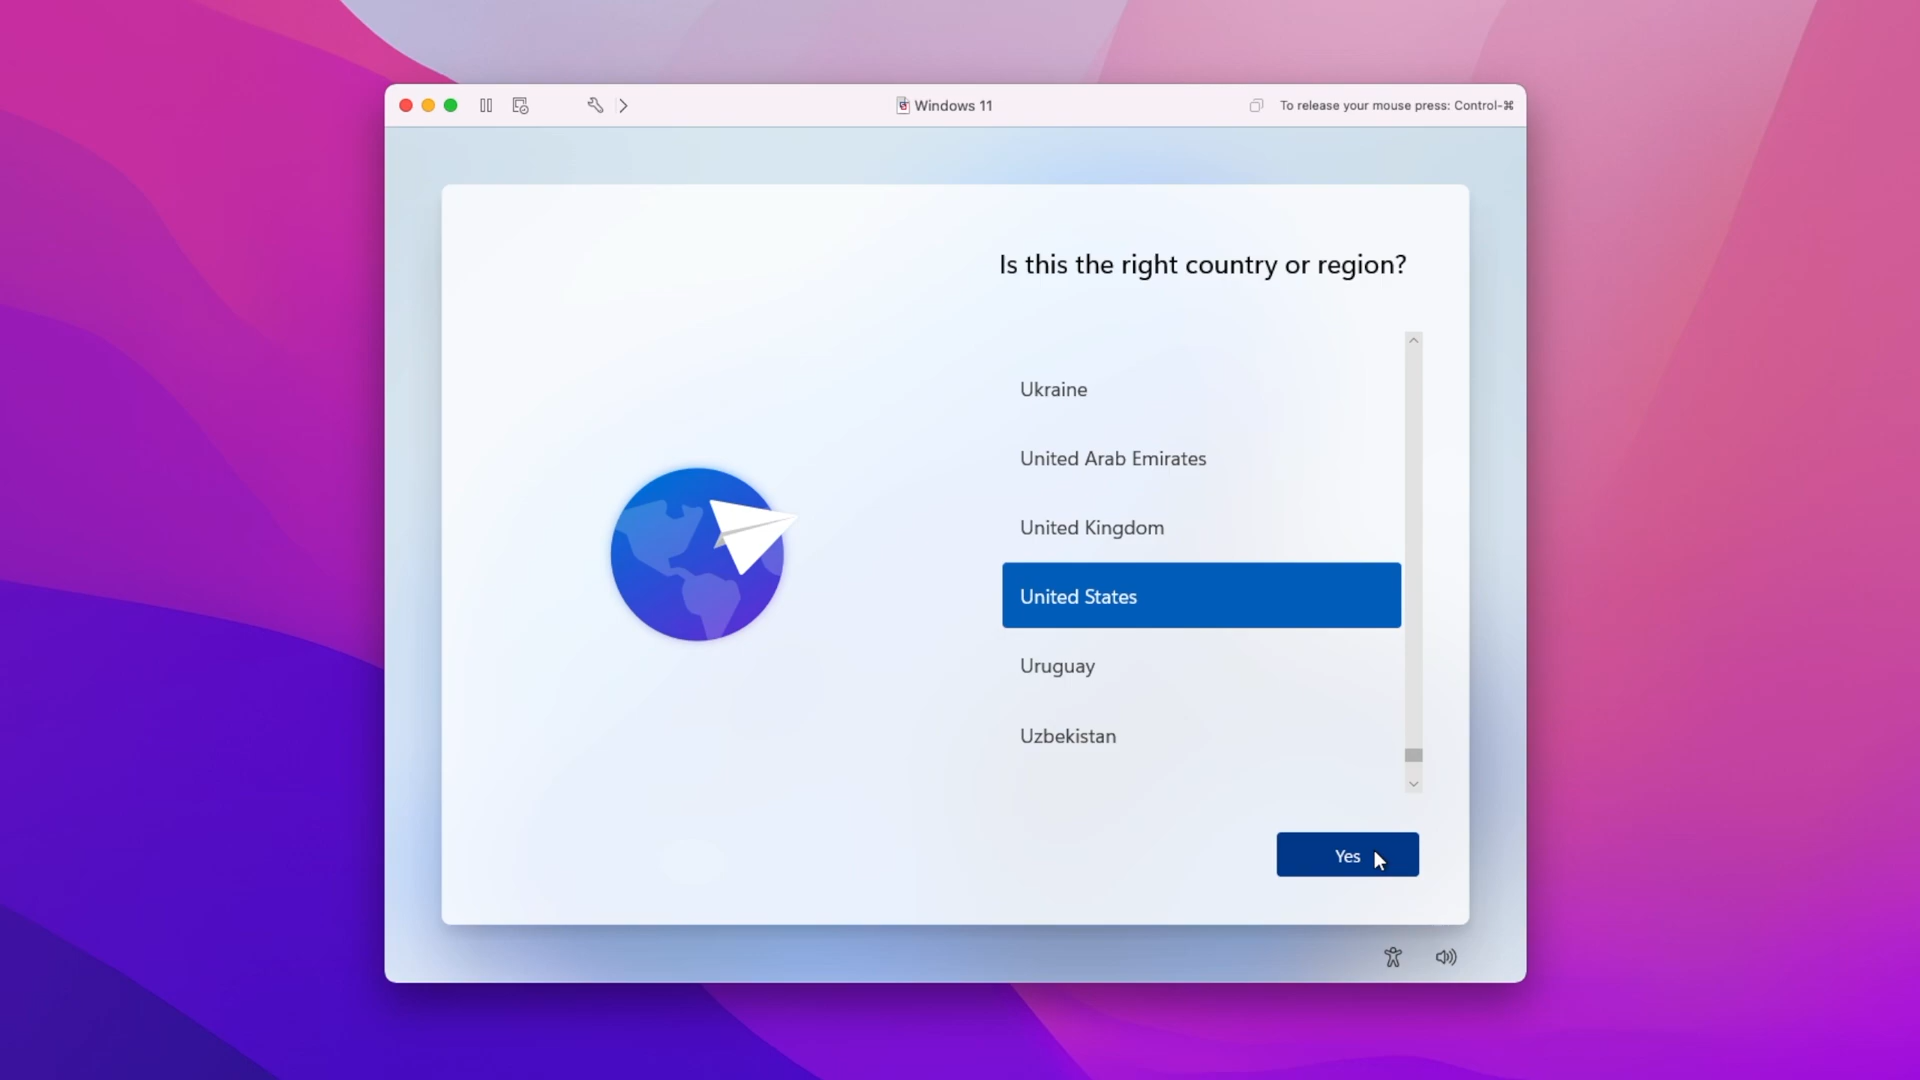 Windows 11
To release your mouse press: Control-⌘
Is this the right country or region?
Ukraine
United Arab Emirates
United Kingdom
United States
Uruguay
Uzbekistan
Yes